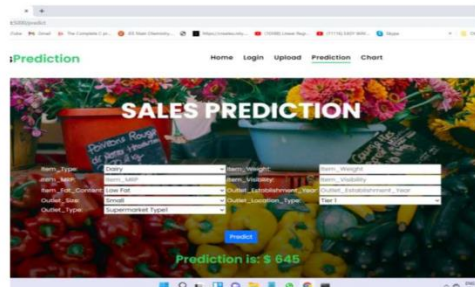 sPrediction
Home Login Upload Prediction Chart
SALES PREDICTION
Item_Type: Dairy Item_Weight: Item_Weight
Item_MRP: Item_MRP Item_Visibility: Item_Visibility
Item_Fat_Content: Low Fat Outlet_Establishment_Year: Outlet_Establishment_Year
Outlet_Size: Small Outlet_Location_Type: Tier 1
Outlet_Type: Supermarket Type1
Predict
Prediction is: $ 645